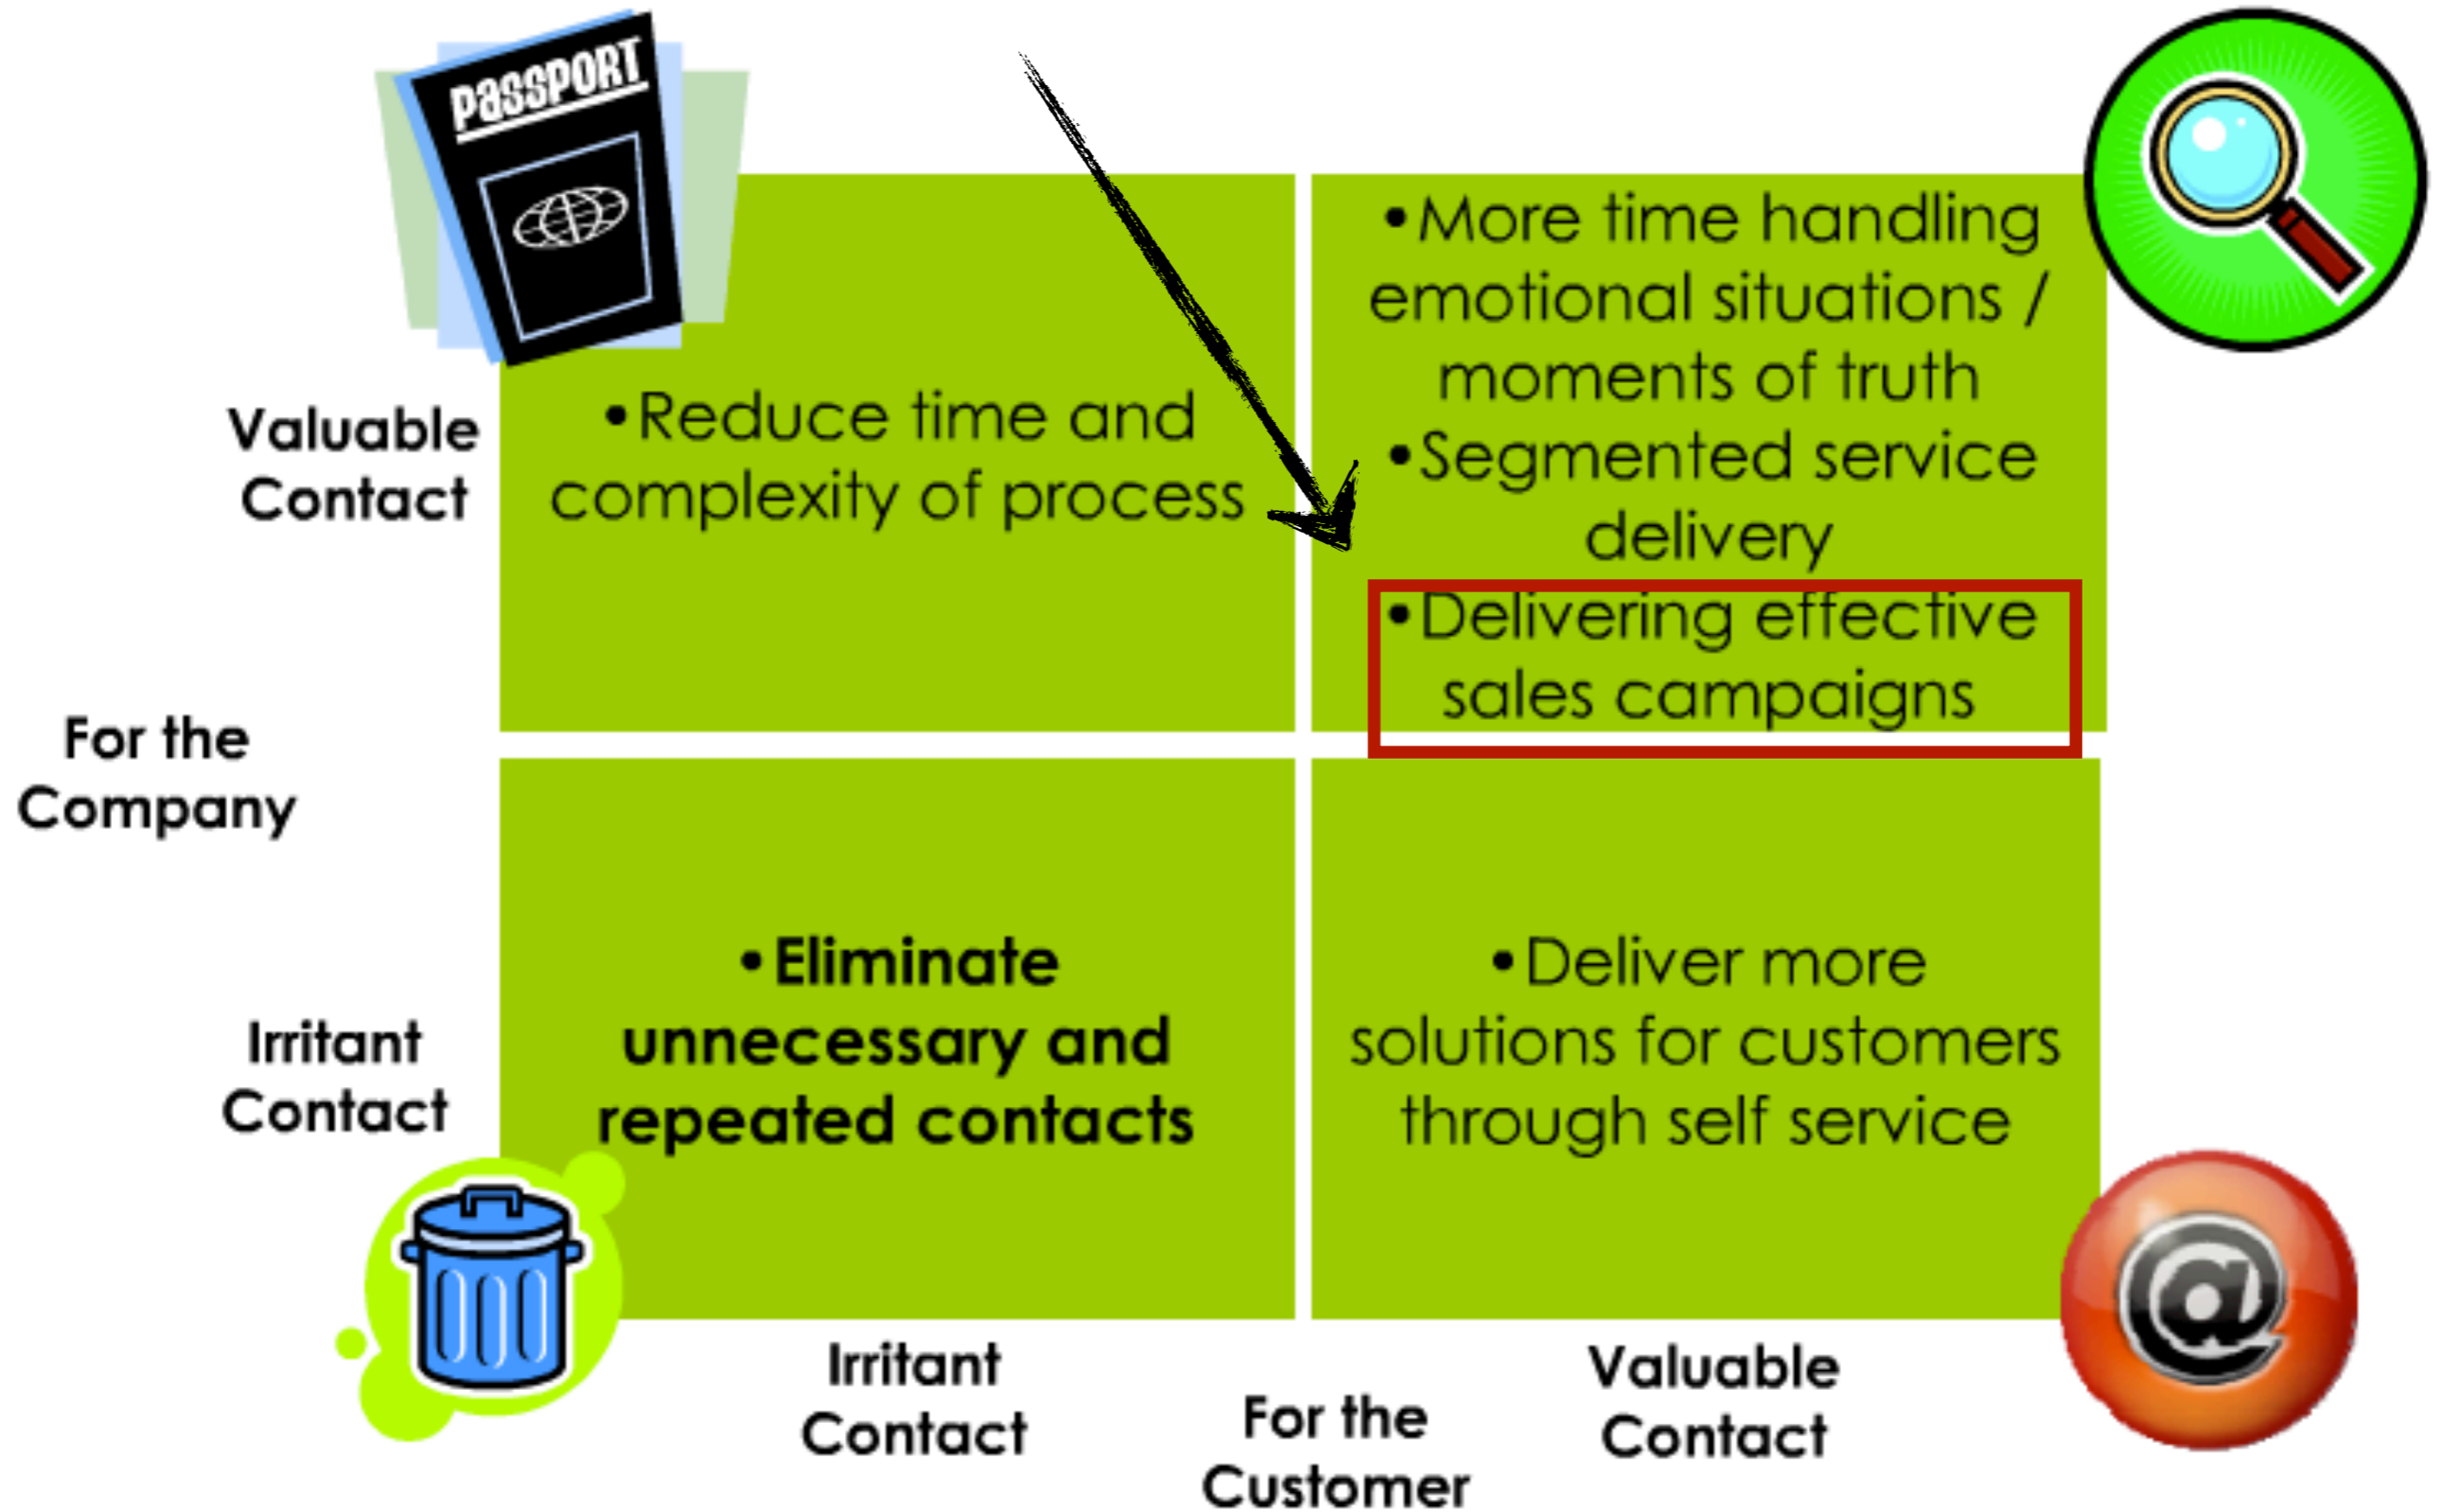 PASSPORT
•More time handling
emotional situations /
moments of truth
•Segmented service
delivery
•Delivering effective
sales campaigns
Valuable
Contact
•Reduce time and
complexity of process
For the
Company
Irritant
Contact
•Eliminate
unnecessary and
repeated contacts
•Deliver more
solutions for customers
through self service
@
Irritant
Contact
For the
Customer
Valuable
Contact